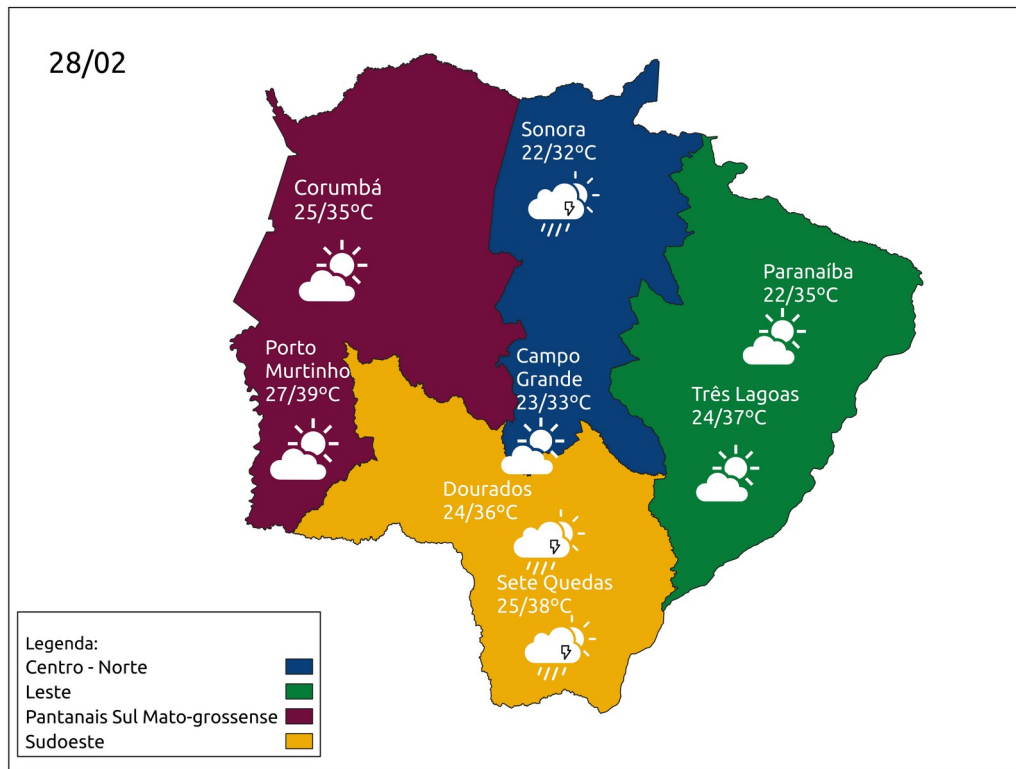 28/02
Sonora
22/32ºC
Corumbá
25/35ºC
Paranaíba
22/35ºC
Porto
Murtinho
27/39ºC
Campo
Grande
23/33ºC
Três Lagoas
24/37ºC
Dourados
24/36ºC
Sete Quedas
25/38ºC
Legenda:
Centro - Norte
Leste
Pantanais Sul Mato-grossense
Sudoeste